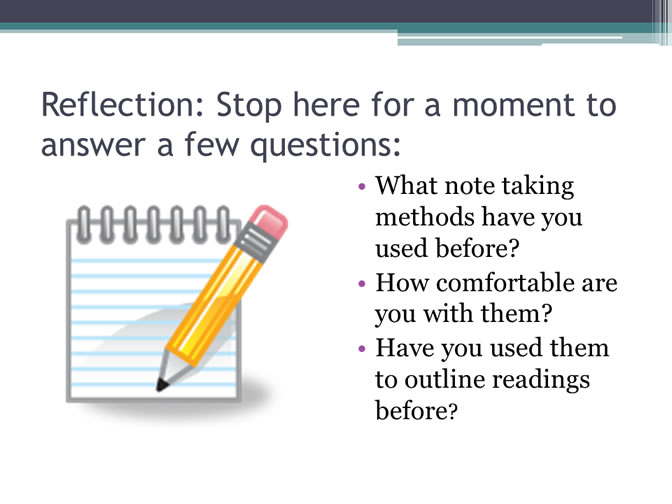 Reflection: Stop here for a moment to
answer a few questions:
• What note taking
methods have you
used before?
• How comfortable are
you with them?
• Have you used them
to outline readings
before?